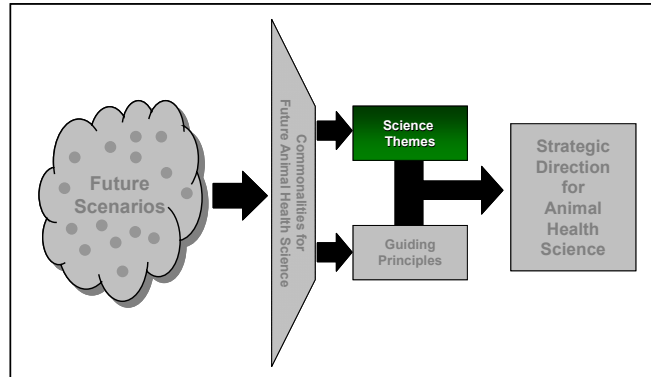 Future
Scenarios
Commonalities for
Future Animal Health Science
Science
Themes
Guiding
Principles
Strategic
Direction
for
Animal
Health
Science